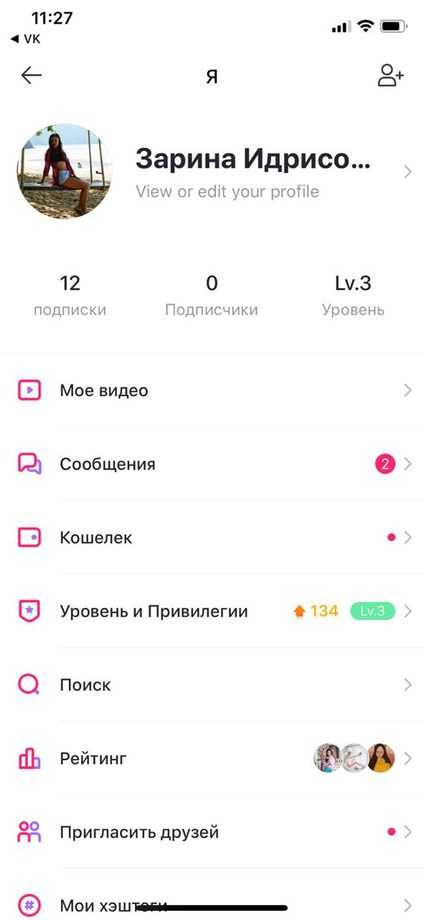 11:27
VK
Я
Зарина Идрисо...
View or edit your profile
12
0
Lv.3
подписки
Подписчики
Уровень
Мое видео
Сообщения
2
Кошелек
Уровень и Привилегии
134
Lv.3
Поиск
Рейтинг
Пригласить друзей
Мои хэштеги